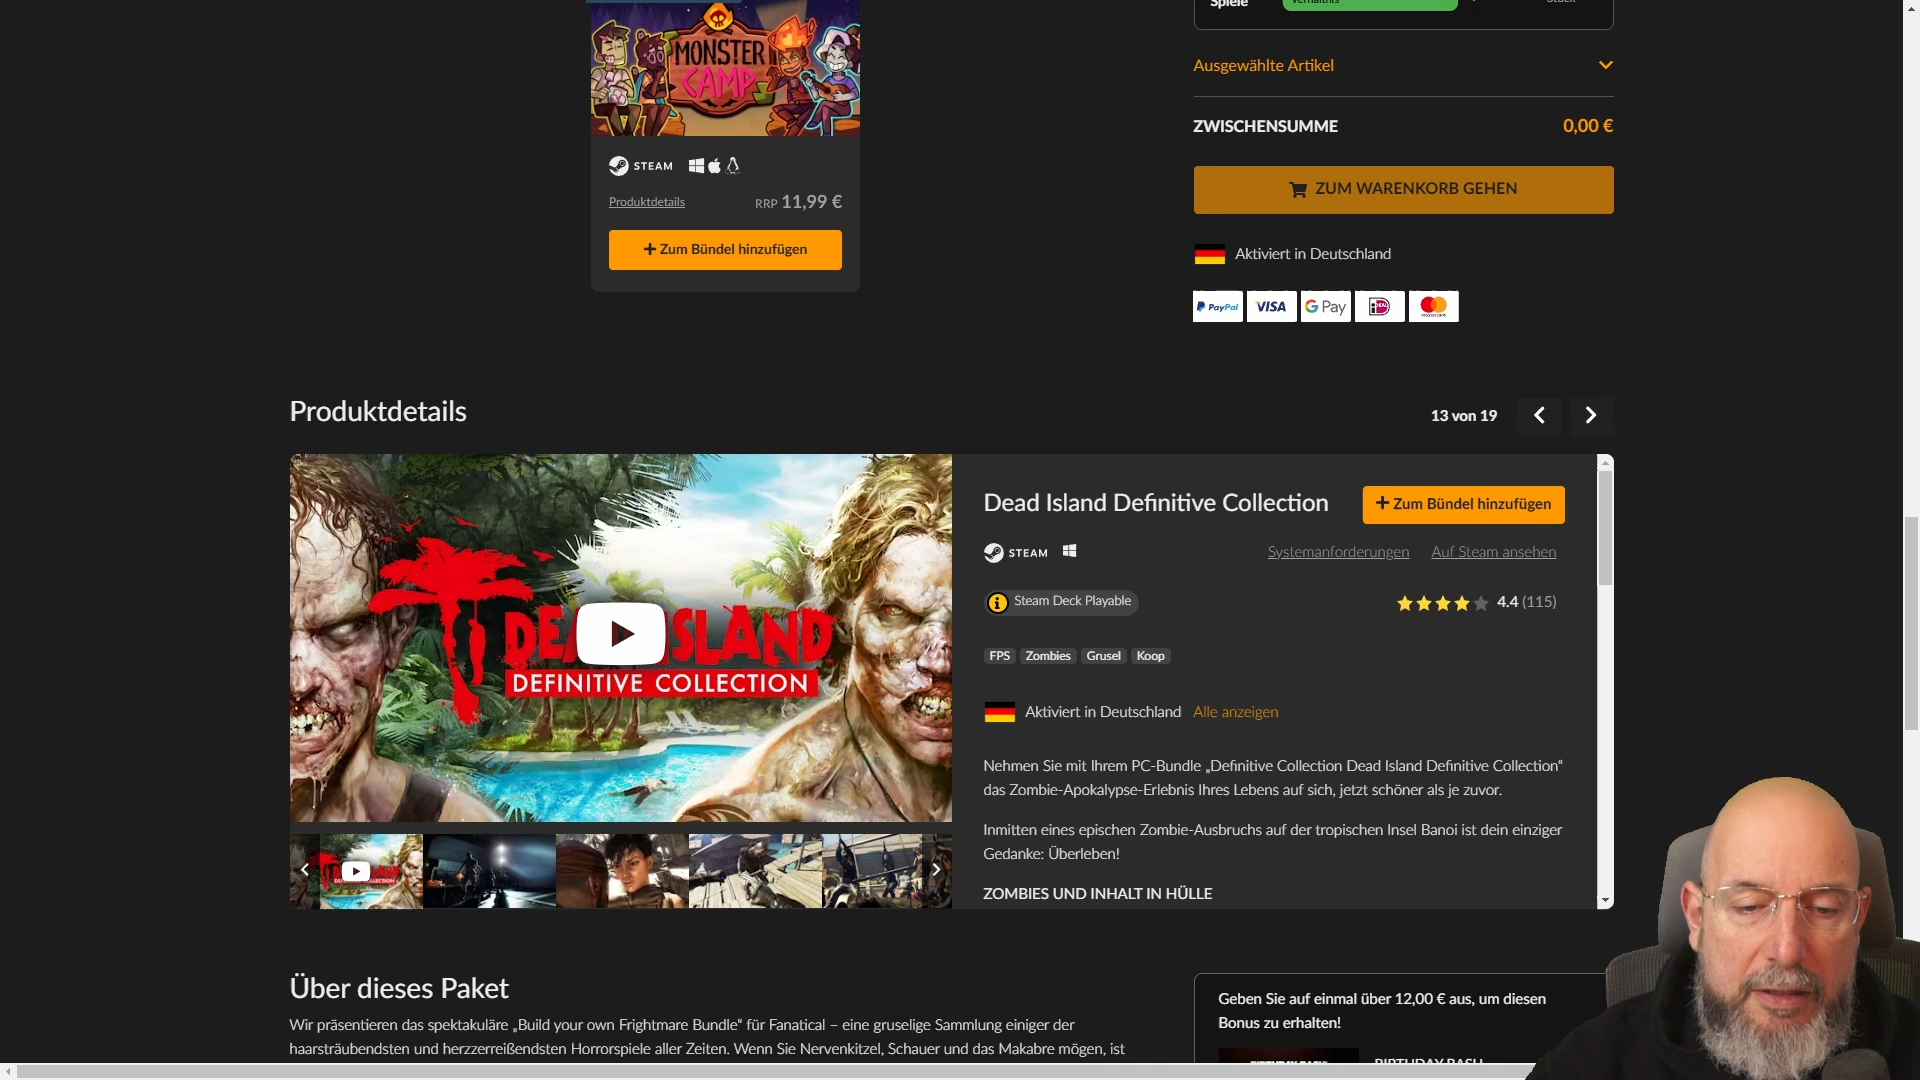 Spiele
MONSTER
CAMP
STEAM
Produktdetails
RRP 11,99 €
Zum Bündel hinzufügen
Ausgewählte Artikel
ZWISCHENSUMME
0,00 €
ZUM WARENKORB GEHEN
Aktiviert in Deutschland
PayPal
VISA
G Pay
iDEAL
mastercard
Produktdetails
13 von 19
DEAD ISLAND
DEFINITIVE COLLECTION
Dead Island Definitive Collection
Zum Bündel hinzufügen
STEAM
Systemanforderungen
Auf Steam ansehen
Steam Deck Playable
4.4 (115)
FPS
Zombies
Grusel
Koop
Aktiviert in Deutschland
Alle anzeigen
Nehmen Sie mit Ihrem PC-Bundle „Definitive Collection Dead Island Definitive Collection“
das Zombie-Apokalypse-Erlebnis Ihres Lebens auf sich, jetzt schöner als je zuvor.
Inmitten eines epischen Zombie-Ausbruchs auf der tropischen Insel Banoi ist dein einziger
Gedanke: Überleben!
ZOMBIES UND INHALT IN HÜLLE
Über dieses Paket
Wir präsentieren das spektakuläre „Build your own Frightmare Bundle“ für Fanatical – eine gruselige Sammlung einiger der
haarsträubendsten und herzzerreißendsten Horrorspiele aller Zeiten. Wenn Sie Nervenkitzel, Schauer und das Makabre mögen, ist
Geben Sie auf einmal über 12,00 € aus, um diesen
Bonus zu erhalten!
BIRTHDAY BASH